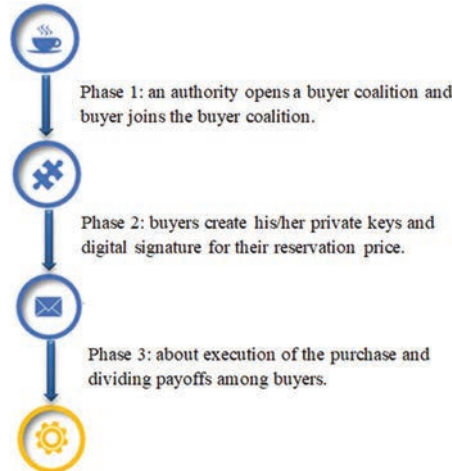 Phase 1: an authority opens a buyer coalition and
buyer joins the buyer coalition.
Phase 2: buyers create his/her private keys and
digital signature for their reservation price.
Phase 3: about execution of the purchase and
dividing payoffs among buyers.